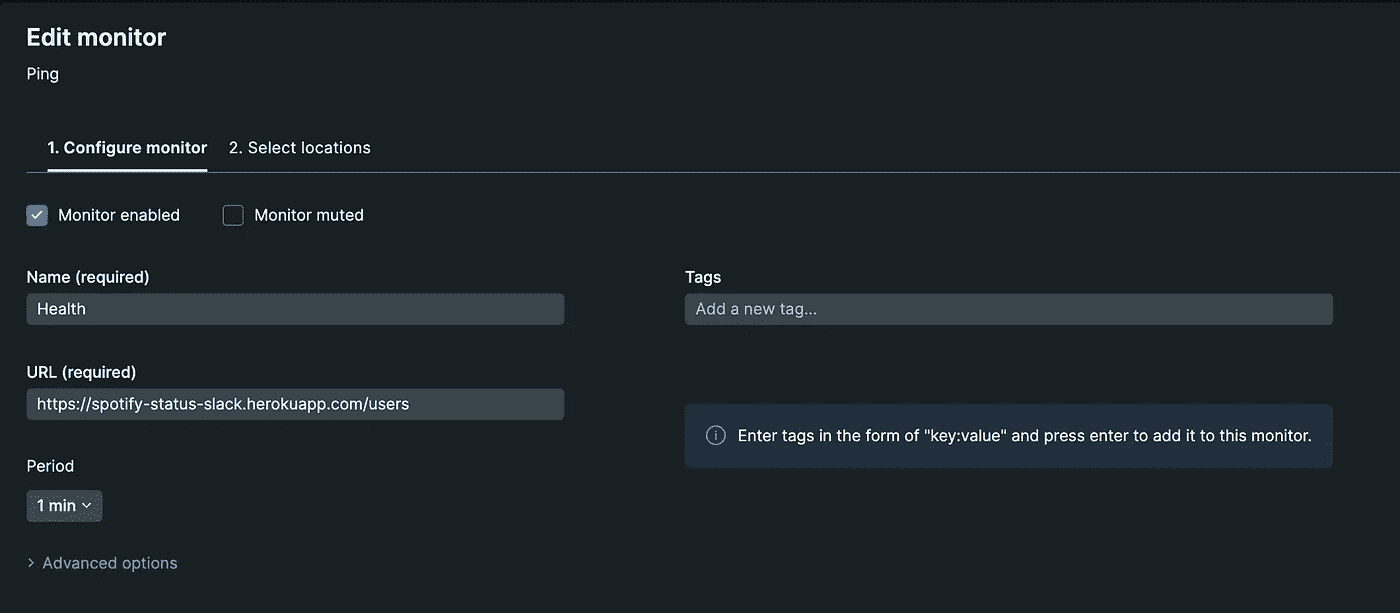 Edit monitor
Ping
1. Configure monitor 2. Select locations
Monitor enabled Monitor muted
Name (required)
Health
Tags
Add a new tag...
URL (required)
https://spotify-status-slack.herokuapp.com/users
Enter tags in the form of "key:value" and press enter to add it to this monitor.
Period
1 min
Advanced options